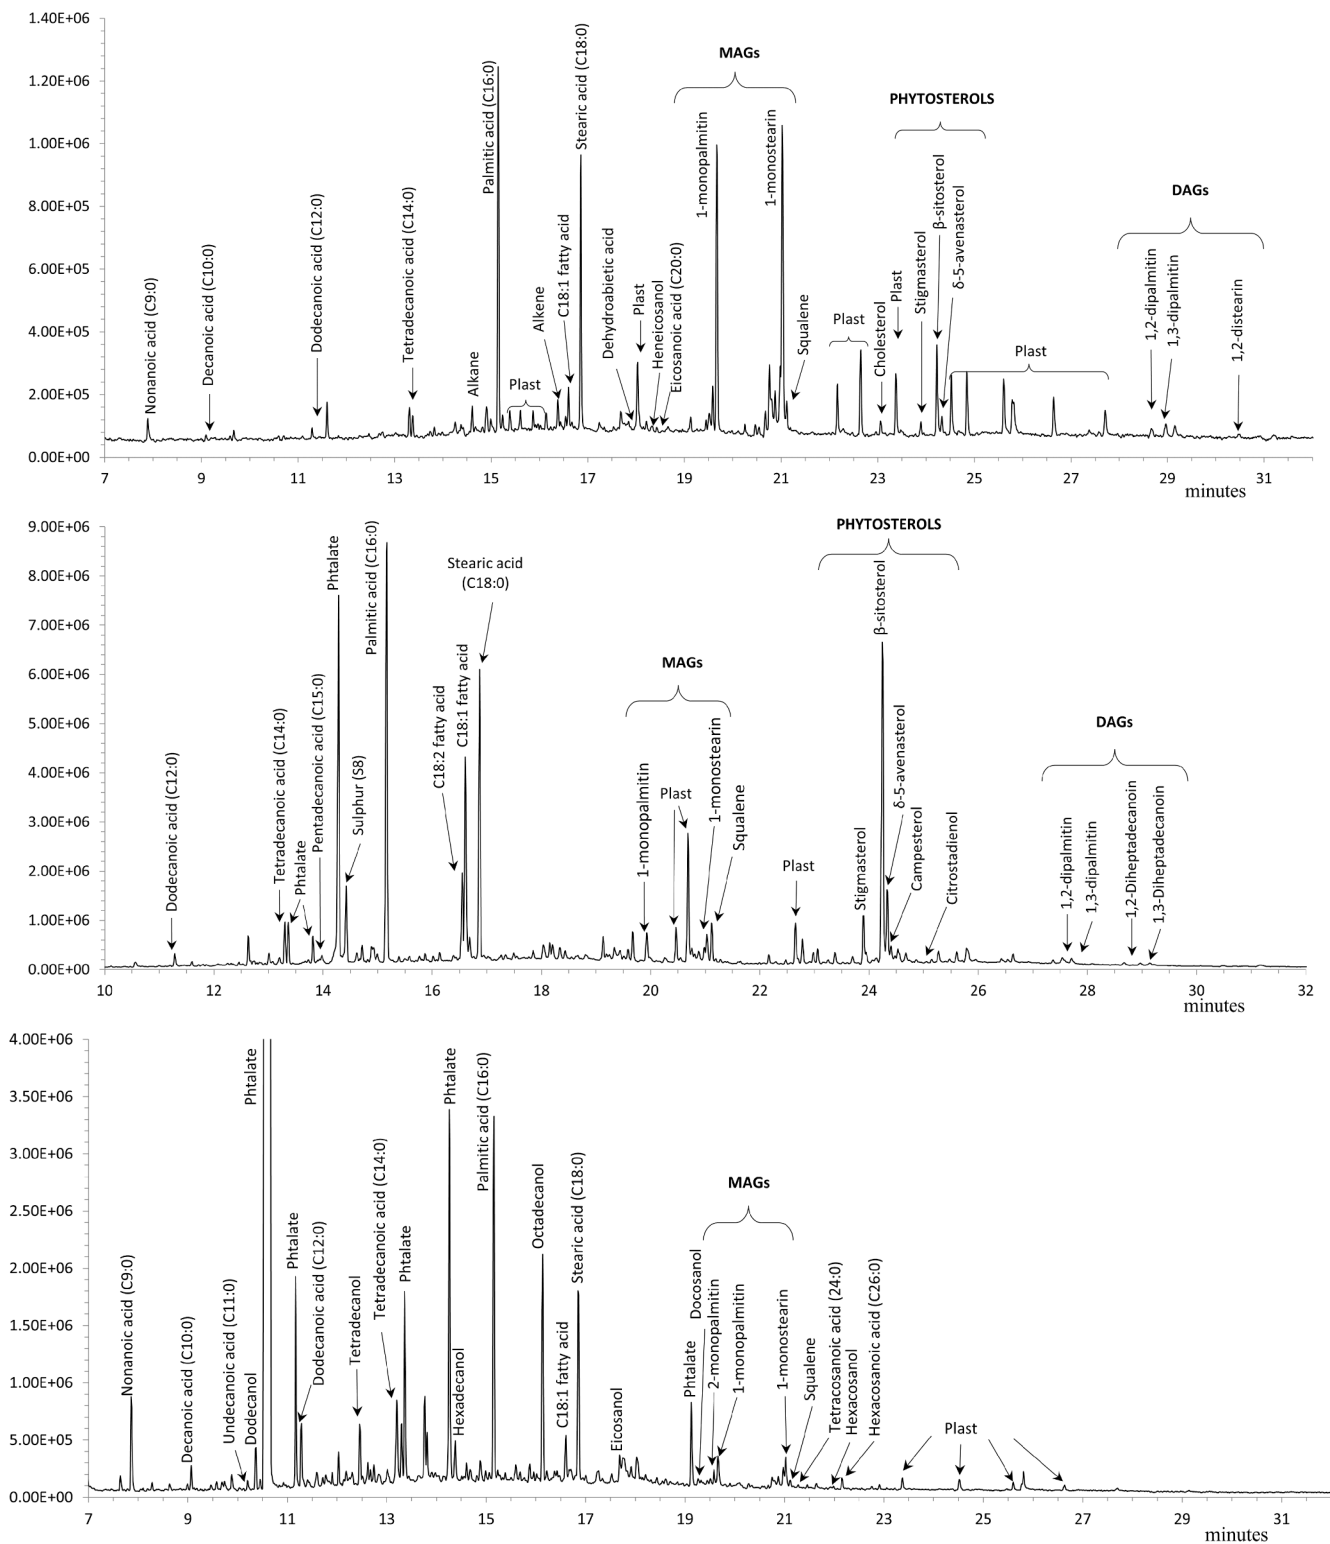 1.40E+06
1.20E+06
1.00E+06
8.00E+05
6.00E+05
4.00E+05
2.00E+05
0.00E+00
Nonanoic acid (C9:0)
Decanoic acid (C10:0)
Dodecanoic acid (C12:0)
Tetradecanoic acid (C14:0)
Alkane
Palmitic acid (C16:0)
Plast
Alkene
C18:1 fatty acid
Stearic acid (C18:0)
Dehydroabietic acid
Plast
Heneicosanol
Eicosanoic acid (C20:0)
MAGs
1-monopalmitin
1-monostearin
Squalene
Plast
Cholesterol
Plast
PHYTOSTEROLS
Stigmasterol
β-sitosterol
δ-5-avenasterol
Plast
DAGs
1,2-dipalmitin
1,3-dipalmitin
1,2-distearin
7 9 11 13 15 17 19 21 23 25 27 29 31
minutes
9.00E+06
8.00E+06
7.00E+06
6.00E+06
5.00E+06
4.00E+06
3.00E+06
2.00E+06
1.00E+06
0.00E+00
Dodecanoic acid (C12:0)
Tetradecanoic acid (C14:0)
Phtalate
Pentadecanoic acid (C15:0)
Phtalate
Sulphur (S8)
Palmitic acid (C16:0)
C18:2 fatty acid
C18:1 fatty acid
Stearic acid
(C18:0)
MAGs
1-monopalmitin
Plast
1-monostearin
Squalene
Plast
PHYTOSTEROLS
Stigmasterol
β-sitosterol
δ-5-avenasterol
Campesterol
Citrostadienol
DAGs
1,2-dipalmitin
1,3-dipalmitin
1,2-Diheptadecanoin
1,3-Diheptadecanoin
10 12 14 16 18 20 22 24 26 28 30 32
minutes
4.00E+06
3.50E+06
3.00E+06
2.50E+06
2.00E+06
1.50E+06
1.00E+06
5.00E+05
0.00E+00
Nonanoic acid (C9:0)
Decanoic acid (C10:0)
Undecanoic acid (C11:0)
Dodecanol
Phtalate
Phtalate
Dodecanoic acid (C12:0)
Tetradecanol
Tetradecanoic acid (C14:0)
Phtalate
Phtalate
Hexadecanol
Palmitic acid (C16:0)
Octadecanol
C18:1 fatty acid
Stearic acid (C18:0)
Eicosanol
Phtalate
Docosanol
MAGs
2-monopalmitin
1-monopalmitin
1-monostearin
Squalene
Tetracosanoic acid (24:0)
Hexacosanol
Hexacosanoic acid (C26:0)
Plast
7 9 11 13 15 17 19 21 23 25 27 29 31
minutes